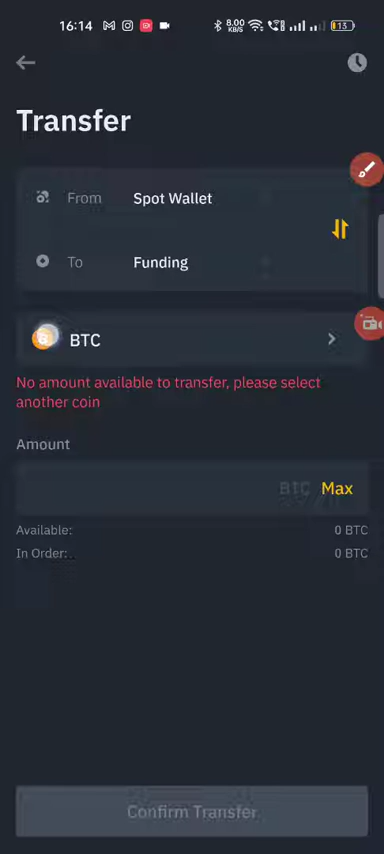 16:14 8.00 KB/S 13
Transfer
From Spot Wallet
To Funding
BTC
No amount available to transfer, please select
another coin
Amount
BTC Max
Available: 0 BTC
In Order: 0 BTC
Confirm Transfer